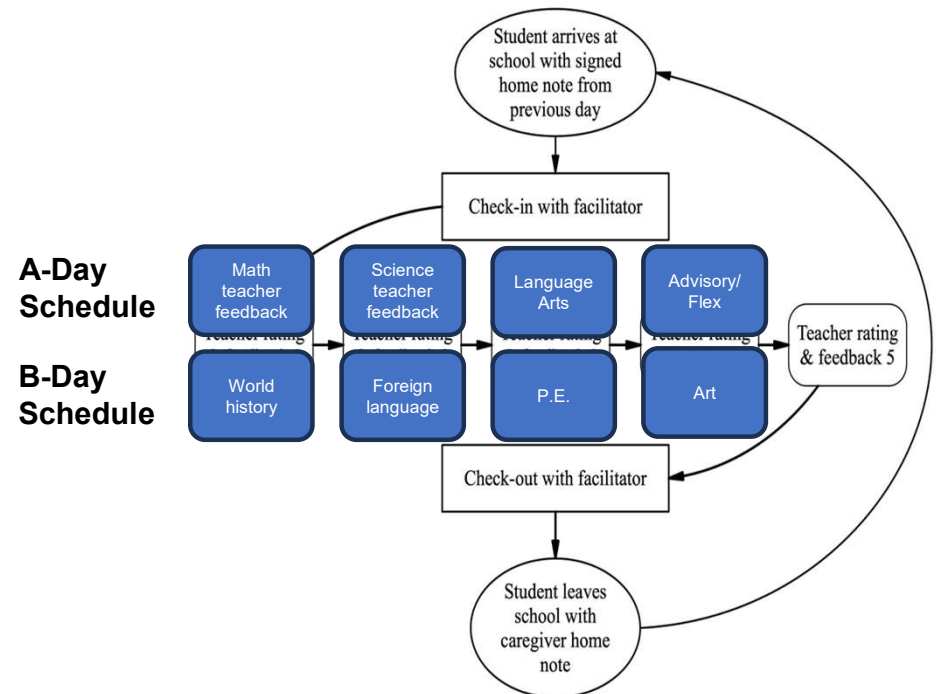 Student arrives at
school with signed
home note from
previous day
Check-in with facilitator
A-Day
Schedule
Math
teacher
feedback
Science
teacher
feedback
Language
Arts
Advisory/
Flex
Teacher rating
& feedback 5
B-Day
Schedule
World
history
Foreign
language
P.E.
Art
Check-out with facilitator
Student leaves
school with
caregiver home
note